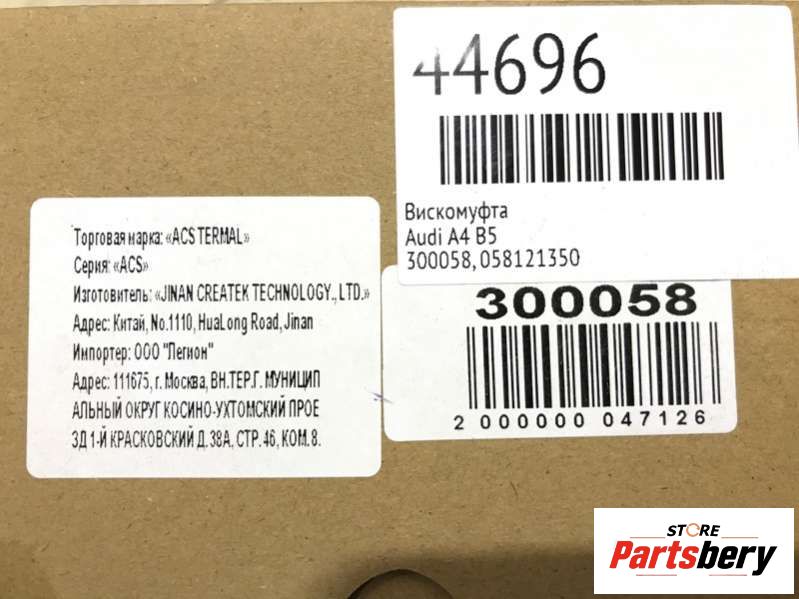 44696
Вискомуфта
Audi A4 B5
300058,058121350
300058
2 000000 047126
Торговая марка: «ACS TERMAL»
Серия: «ACS»
Изготовитель: «JINAN CREATEK TECHNOLOGY., LTD.»
Адрес: Китай, No.1110, HuaLong Road, Jinan
Импортер: ООО "Легион"
Адрес: 111675, г. Москва, ВН.ТЕР.Г. МУНИЦИП
АЛЬНЫЙ ОКРУГ КОСИНО-УХТОМСКИЙ ПРОЕ
ЗД 1-Й КРАСКОВСКИЙ Д.38А, СТР.46, КОМ.8.
STORE
Partsbery